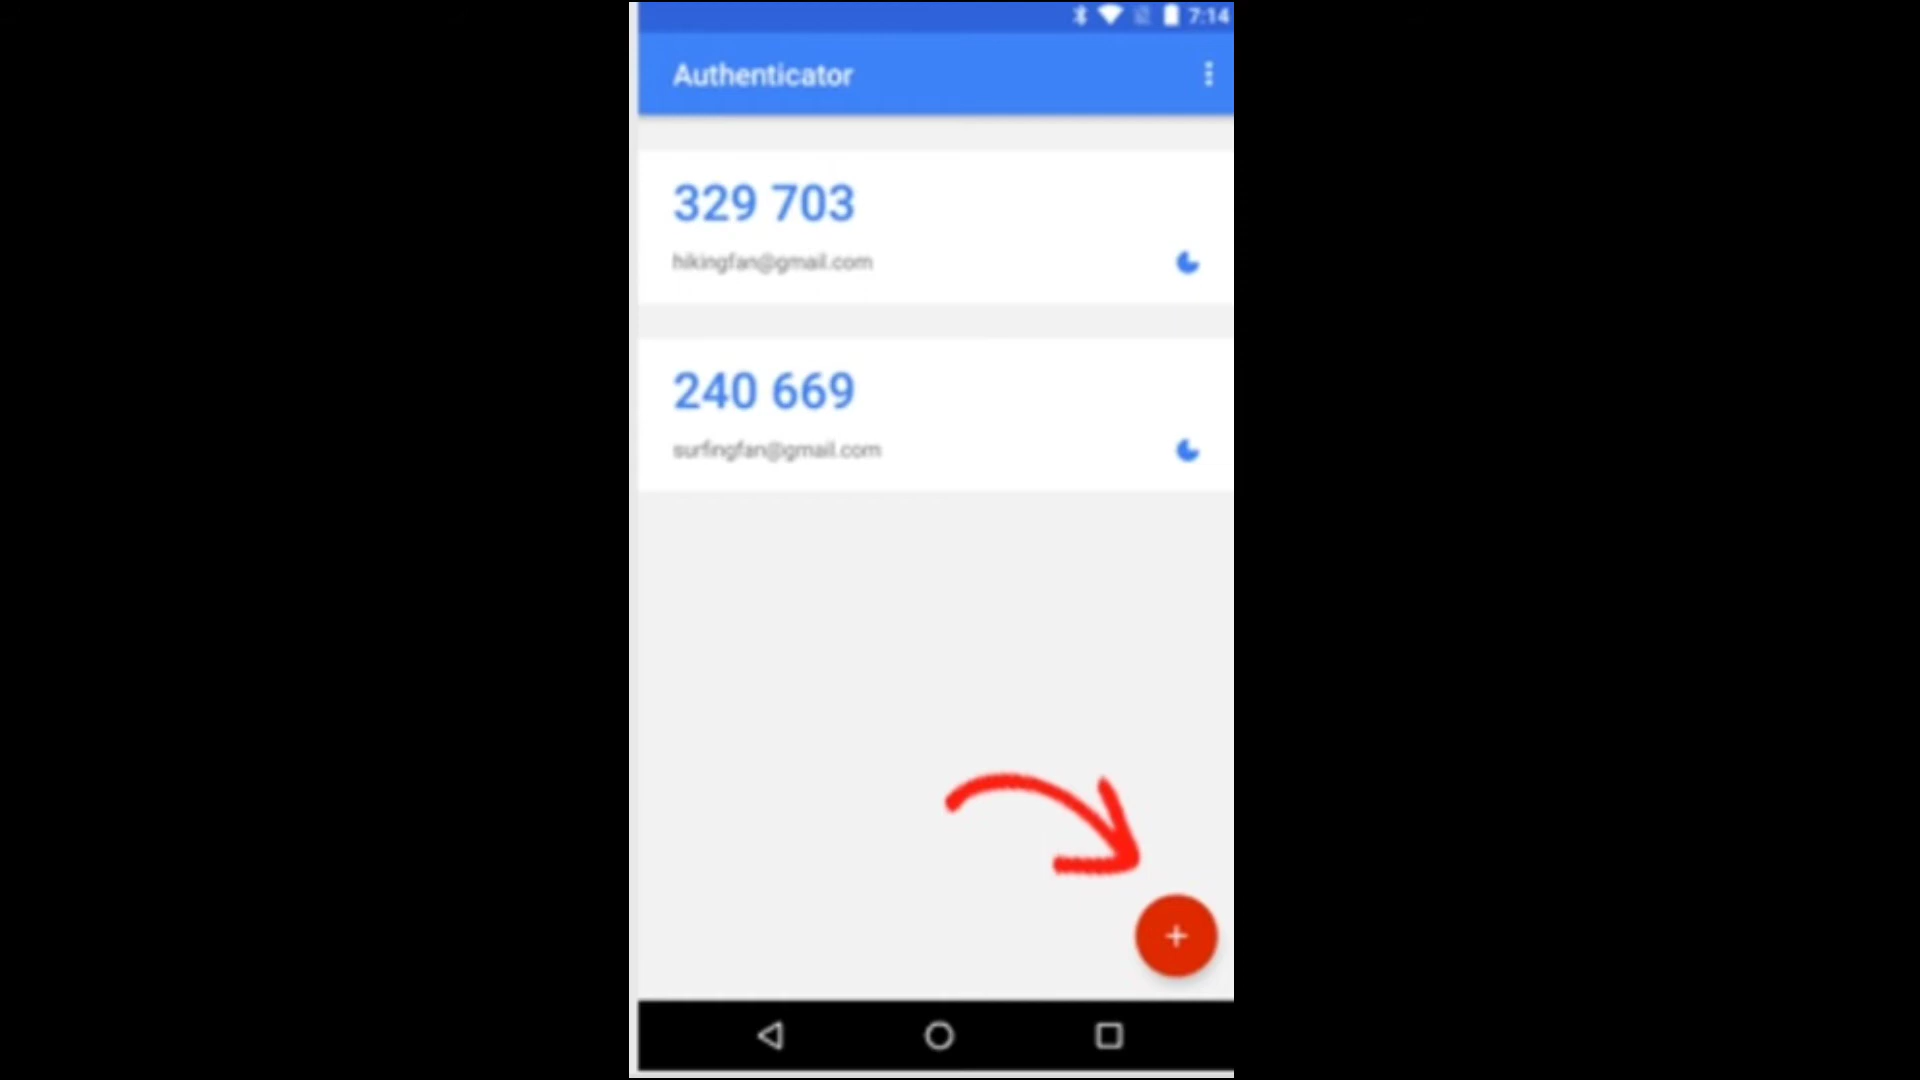 7:14
Authenticator
329 703
hikingfan@gmail.com
240 669
surfingfan@gmail.com
+